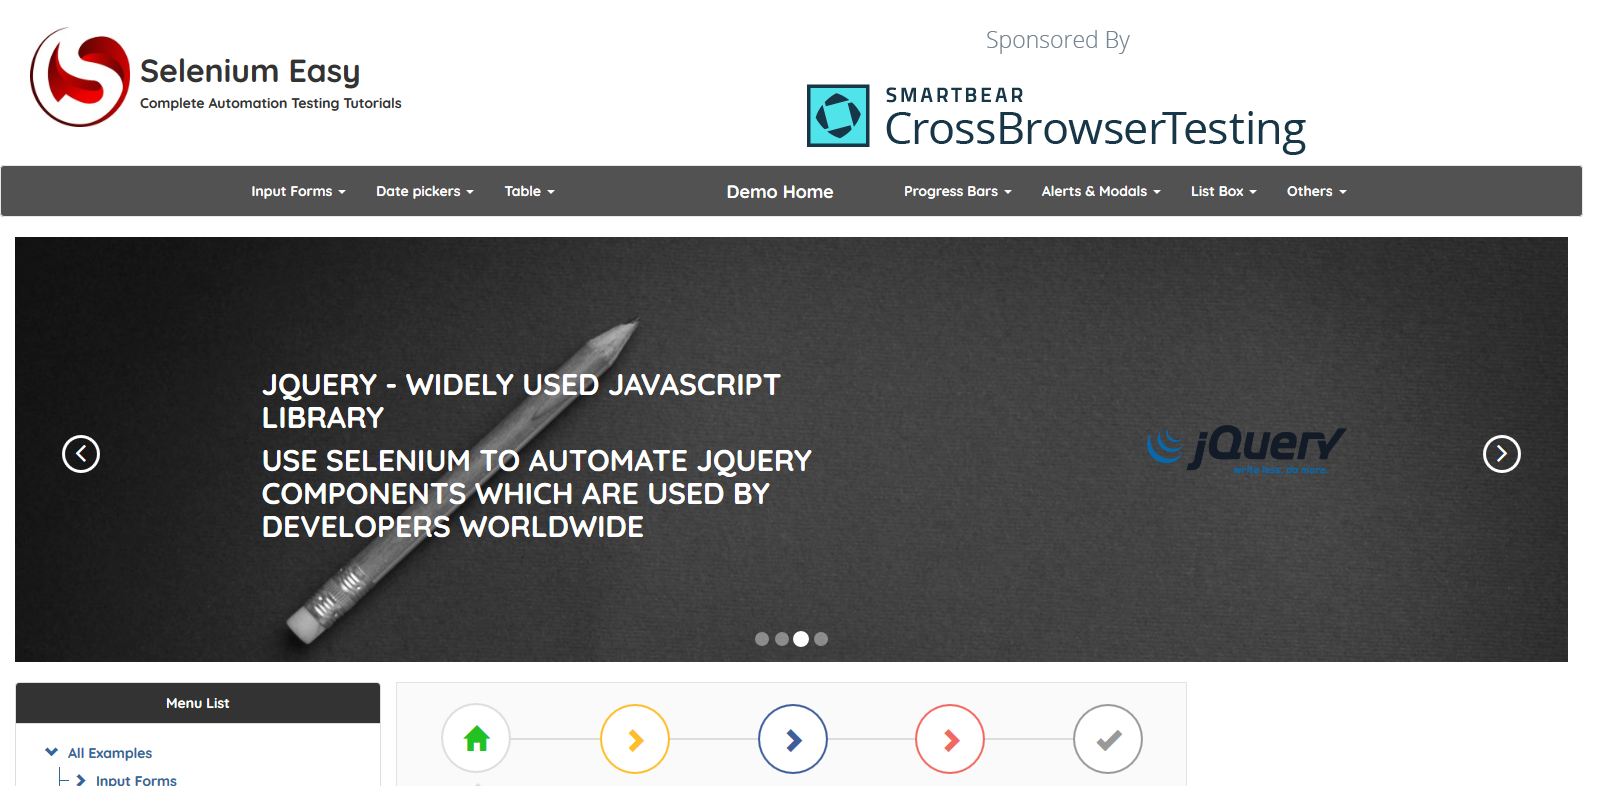 Sponsored By
Selenium Easy
Complete Automation Testing Tutorials
SMARTBEAR
CrossBrowserTesting
Input Forms Date pickers Table Demo Home Progress Bars Alerts & Modals List Box Others
JQUERY - WIDELY USED JAVASCRIPT
LIBRARY
USE SELENIUM TO AUTOMATE JQUERY
COMPONENTS WHICH ARE USED BY
DEVELOPERS WORLDWIDE
jQuery
write less, do more.
Menu List
All Examples
Input Forms